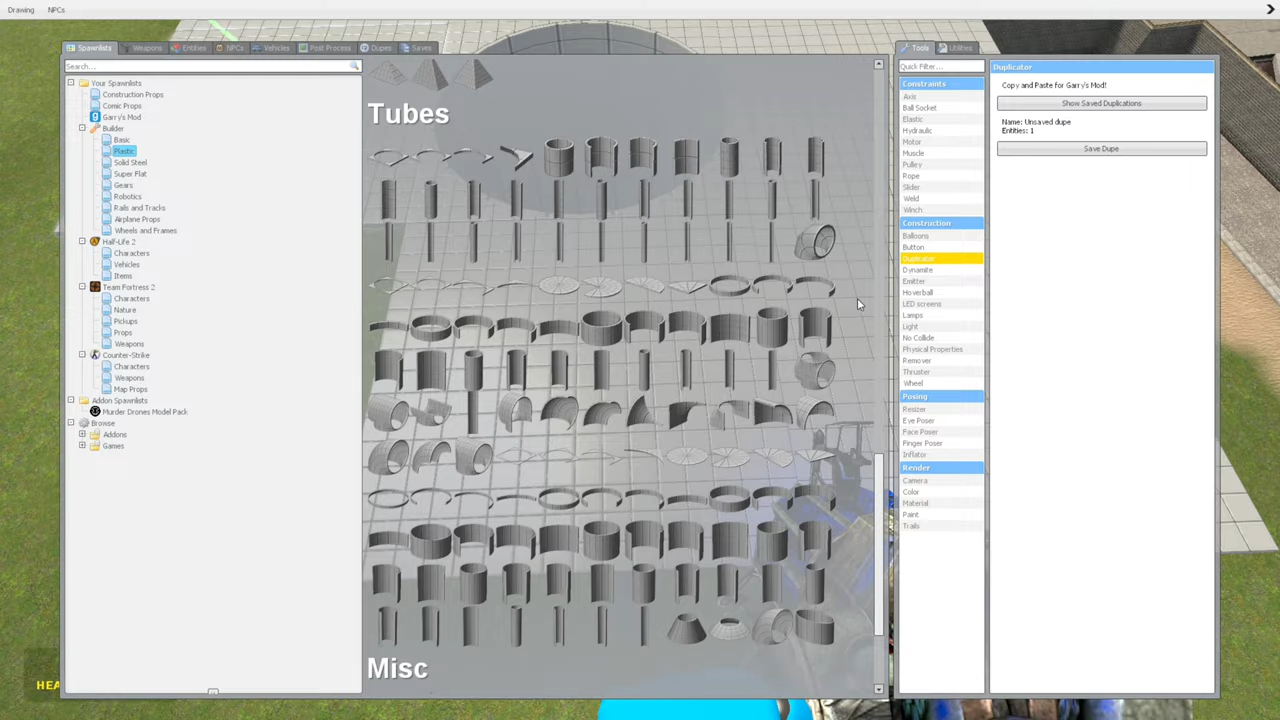 Drawing NPCs
Spawnlists Weapons Entities NPCs Vehicles Post Process Dupes Saves
Search...
Your Spawnlists
Construction Props
Comic Props
Garry's Mod
Builder
Basic
Plastic
Solid Steel
Super Flat
Gears
Robotics
Rails and Tracks
Airplane Props
Wheels and Frames
Half-Life 2
Characters
Vehicles
Items
Team Fortress 2
Characters
Nature
Pickups
Props
Weapons
Counter-Strike
Characters
Weapons
Map Props
Addon Spawnlists
Murder Drones Model Pack
Browse
Addons
Games
Tubes
Misc
Tools Utilities
Quick Filter...
Constraints
Axis
Ball Socket
Elastic
Hydraulic
Motor
Muscle
Pulley
Rope
Slider
Weld
Winch
Construction
Balloons
Button
Duplicator
Dynamite
Emitter
Hoverball
LED screens
Lamps
Light
No Collide
Physical Properties
Remover
Thruster
Wheel
Posing
Resizer
Eye Poser
Face Poser
Finger Poser
Inflator
Render
Camera
Color
Material
Paint
Trails
Duplicator
Copy and Paste for Garry's Mod!
Show Saved Duplications
Name: Unsaved dupe
Entities: 1
Save Dupe
HEA